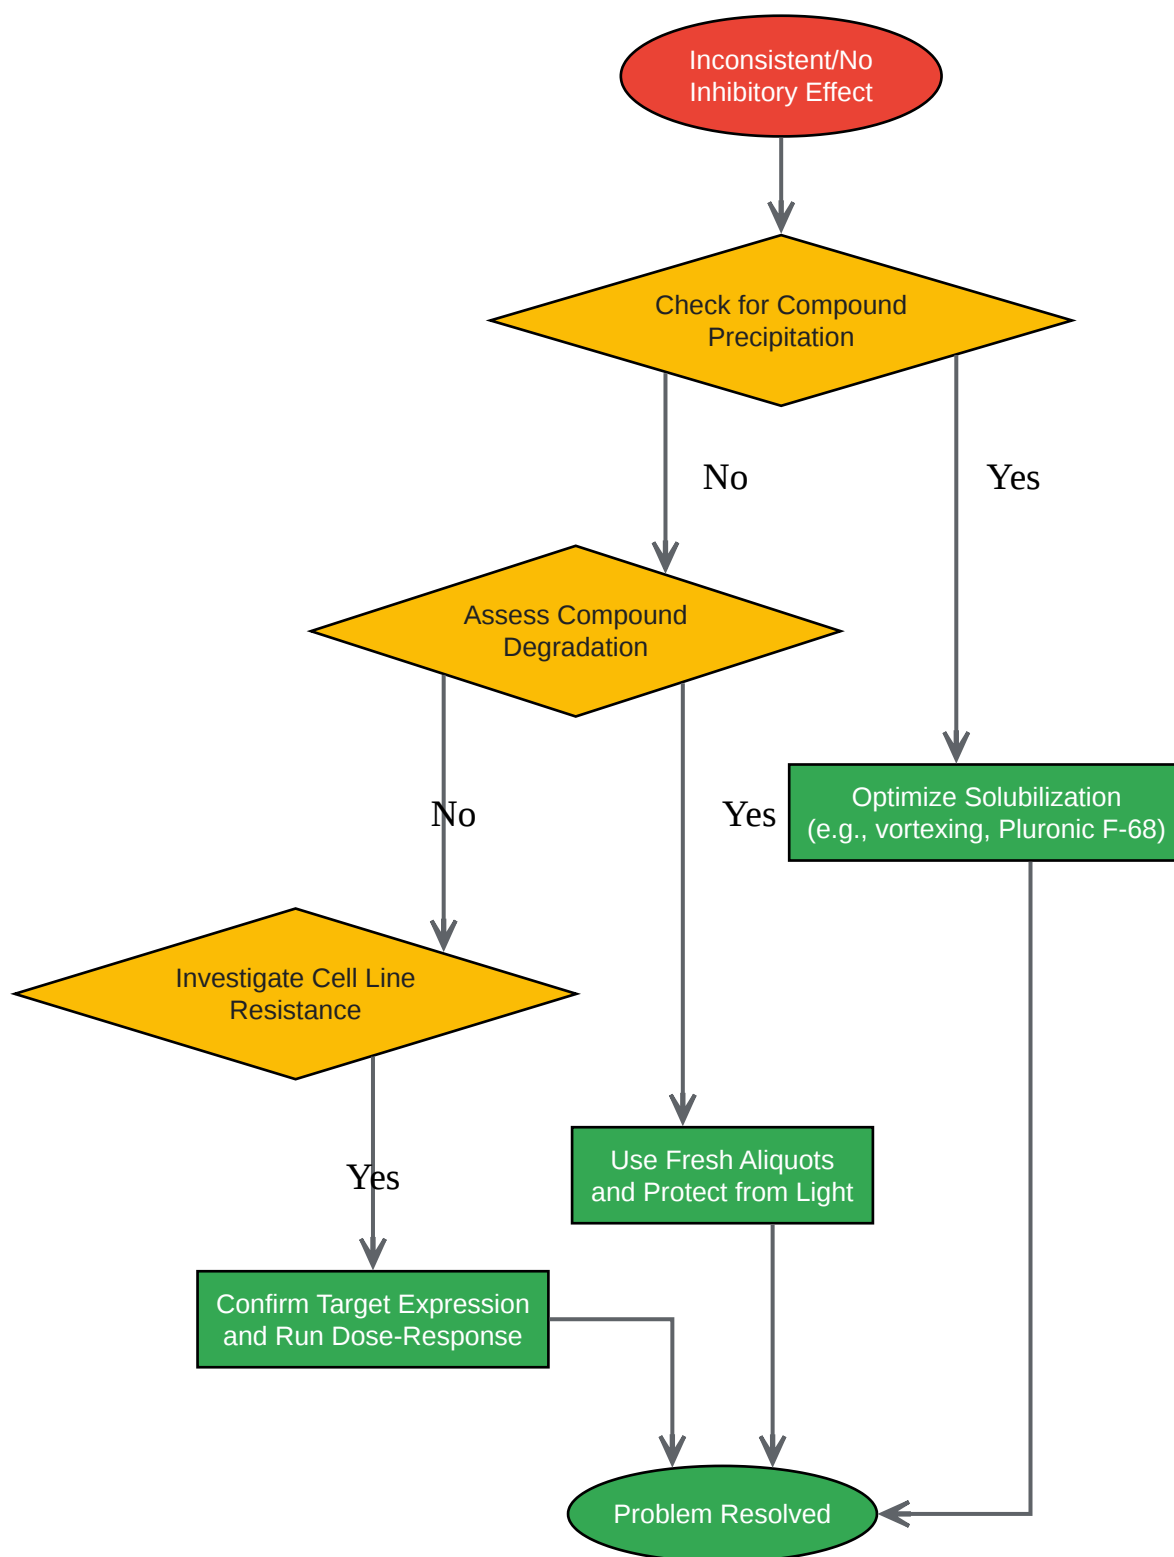 Inconsistent/No
Inhibitory Effect
Check for Compound
Precipitation
No
Yes
Assess Compound
Degradation
No
Yes
Optimize Solubilization
(e.g., vortexing, Pluronic F-68)
Investigate Cell Line
Resistance
Yes
Use Fresh Aliquots
and Protect from Light
Confirm Target Expression
and Run Dose-Response
Problem Resolved